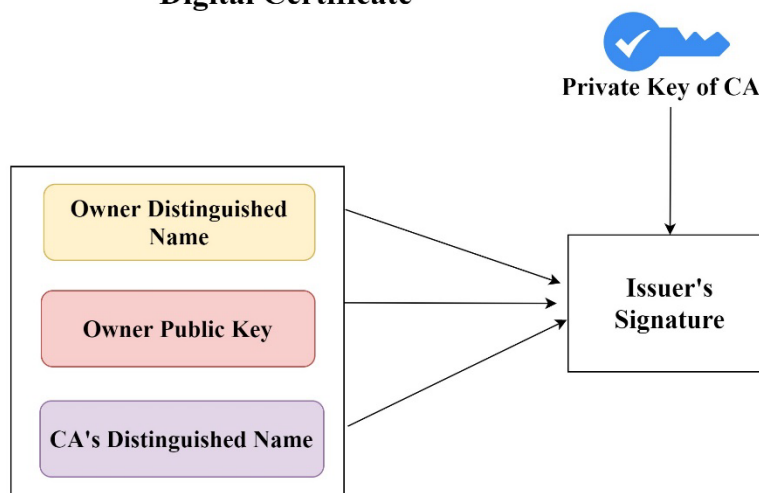 Digital Certificate
Private Key of CA
Owner Distinguished
Name
Owner Public Key
CA's Distinguished Name
Issuer's
Signature